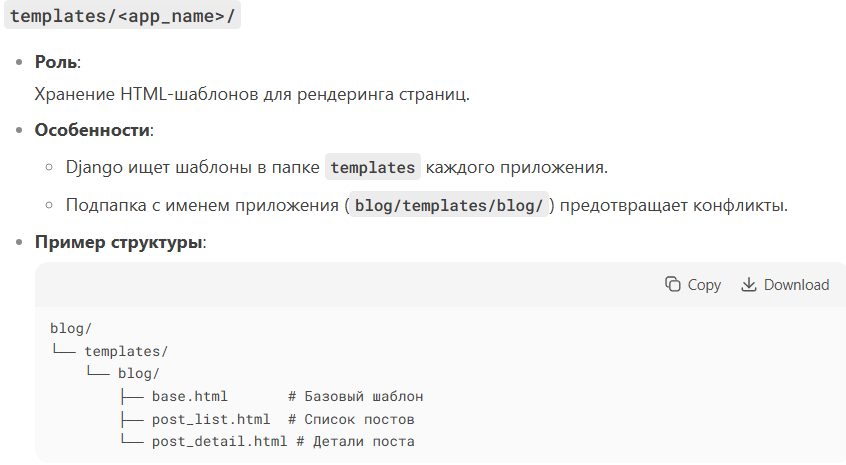 templates/<app_name>/
• Роль:
Хранение HTML-шаблонов для рендеринга страниц.
• Особенности:
◦ Django ищет шаблоны в папке templates каждого приложения.
◦ Подпапка с именем приложения (blog/templates/blog/) предотвращает конфликты.
• Пример структуры:
Copy Download
blog/
└── templates/
    └── blog/
        ├── base.html       # Базовый шаблон
        ├── post_list.html  # Список постов
        └── post_detail.html # Детали поста